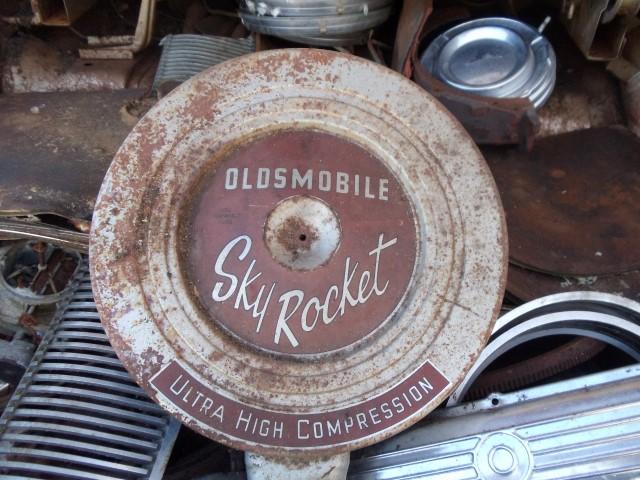 OLDSMOBILE
Sky Rocket
ULTRA HIGH COMPRESSION